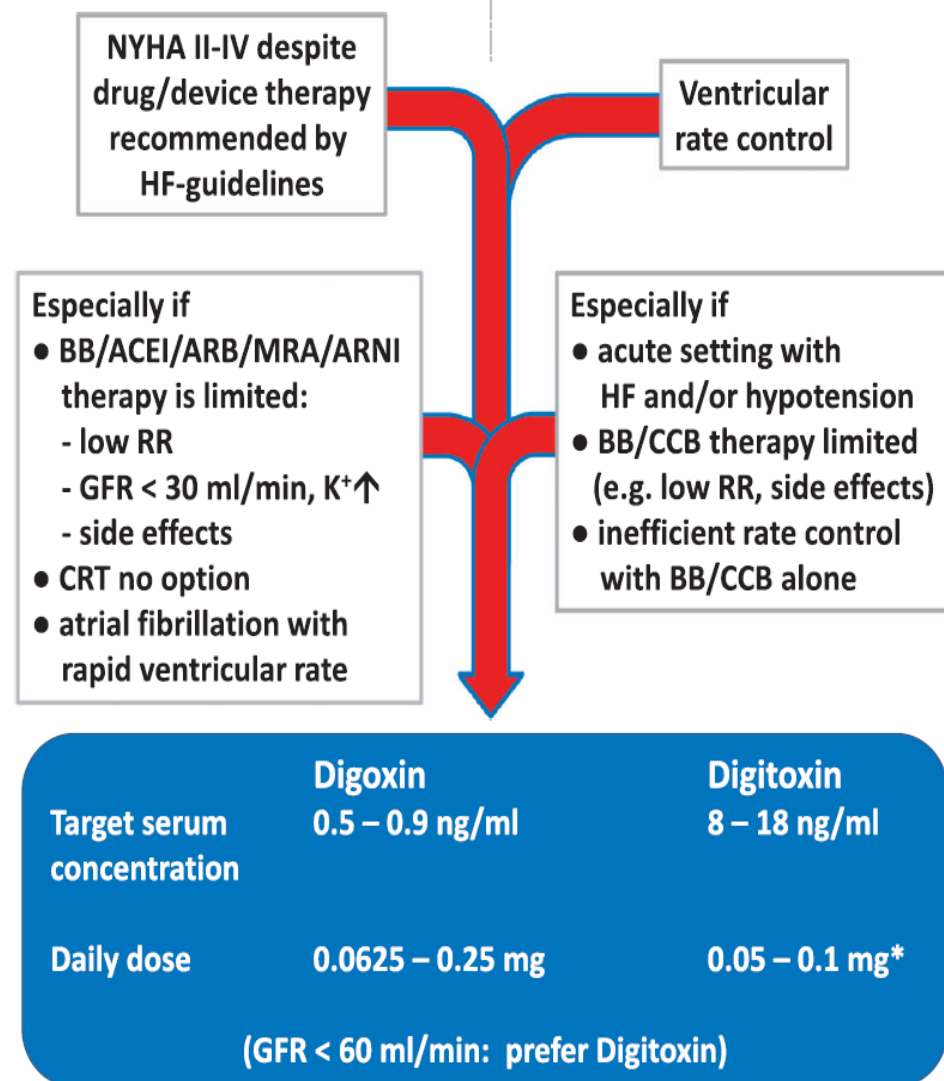 NYHA II-IV despite
drug/device therapy
recommended by
HF-guidelines
Ventricular
rate control
Especially if
● BB/ACEI/ARB/MRA/ARNI
therapy is limited:
- low RR
- GFR < 30 ml/min, K⁺↑
- side effects
● CRT no option
● atrial fibrillation with
rapid ventricular rate
Especially if
● acute setting with
HF and/or hypotension
● BB/CCB therapy limited
(e.g. low RR, side effects)
● inefficient rate control
with BB/CCB alone
Digoxin Digitoxin
Target serum 0.5 – 0.9 ng/ml 8 – 18 ng/ml
concentration
Daily dose 0.0625 – 0.25 mg 0.05 – 0.1 mg*
(GFR < 60 ml/min: prefer Digitoxin)